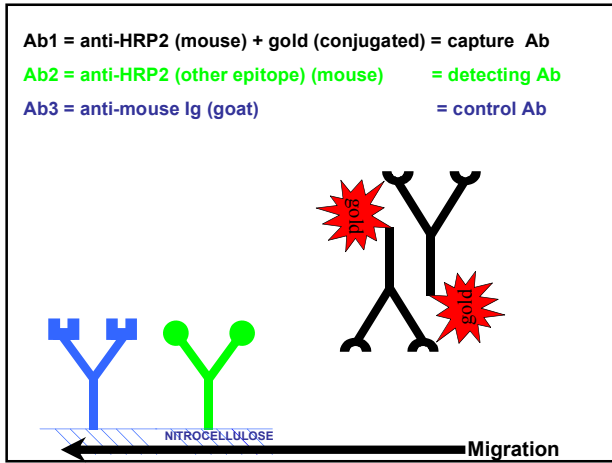 Ab1 = anti-HRP2 (mouse) + gold (conjugated) = capture Ab
Ab2 = anti-HRP2 (other epitope) (mouse) = detecting Ab
Ab3 = anti-mouse Ig (goat) = control Ab
gold
gold
NITROCELLULOSE
Migration